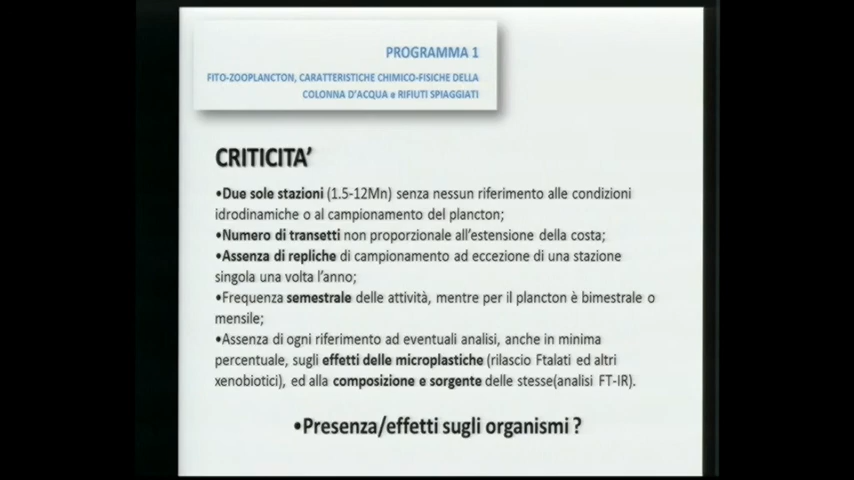 PROGRAMMA 1
FITO-ZOOPLANCTON, CARATTERISTICHE CHIMICO-FISICHE DELLA
COLONNA D'ACQUA e RIFIUTI SPIAGGIATI
CRITICITA'
•Due sole stazioni (1.5-12Mn) senza nessun riferimento alle condizioni
idrodinamiche o al campionamento del plancton;
•Numero di transetti non proporzionale all'estensione della costa;
•Assenza di repliche di campionamento ad eccezione di una stazione
singola una volta l'anno;
•Frequenza semestrale delle attività, mentre per il plancton è bimestrale o
mensile;
•Assenza di ogni riferimento ad eventuali analisi, anche in minima
percentuale, sugli effetti delle microplastiche (rilascio Ftalati ed altri
xenobiotici), ed alla composizione e sorgente delle stesse(analisi FT-IR).
•Presenza/effetti sugli organismi ?